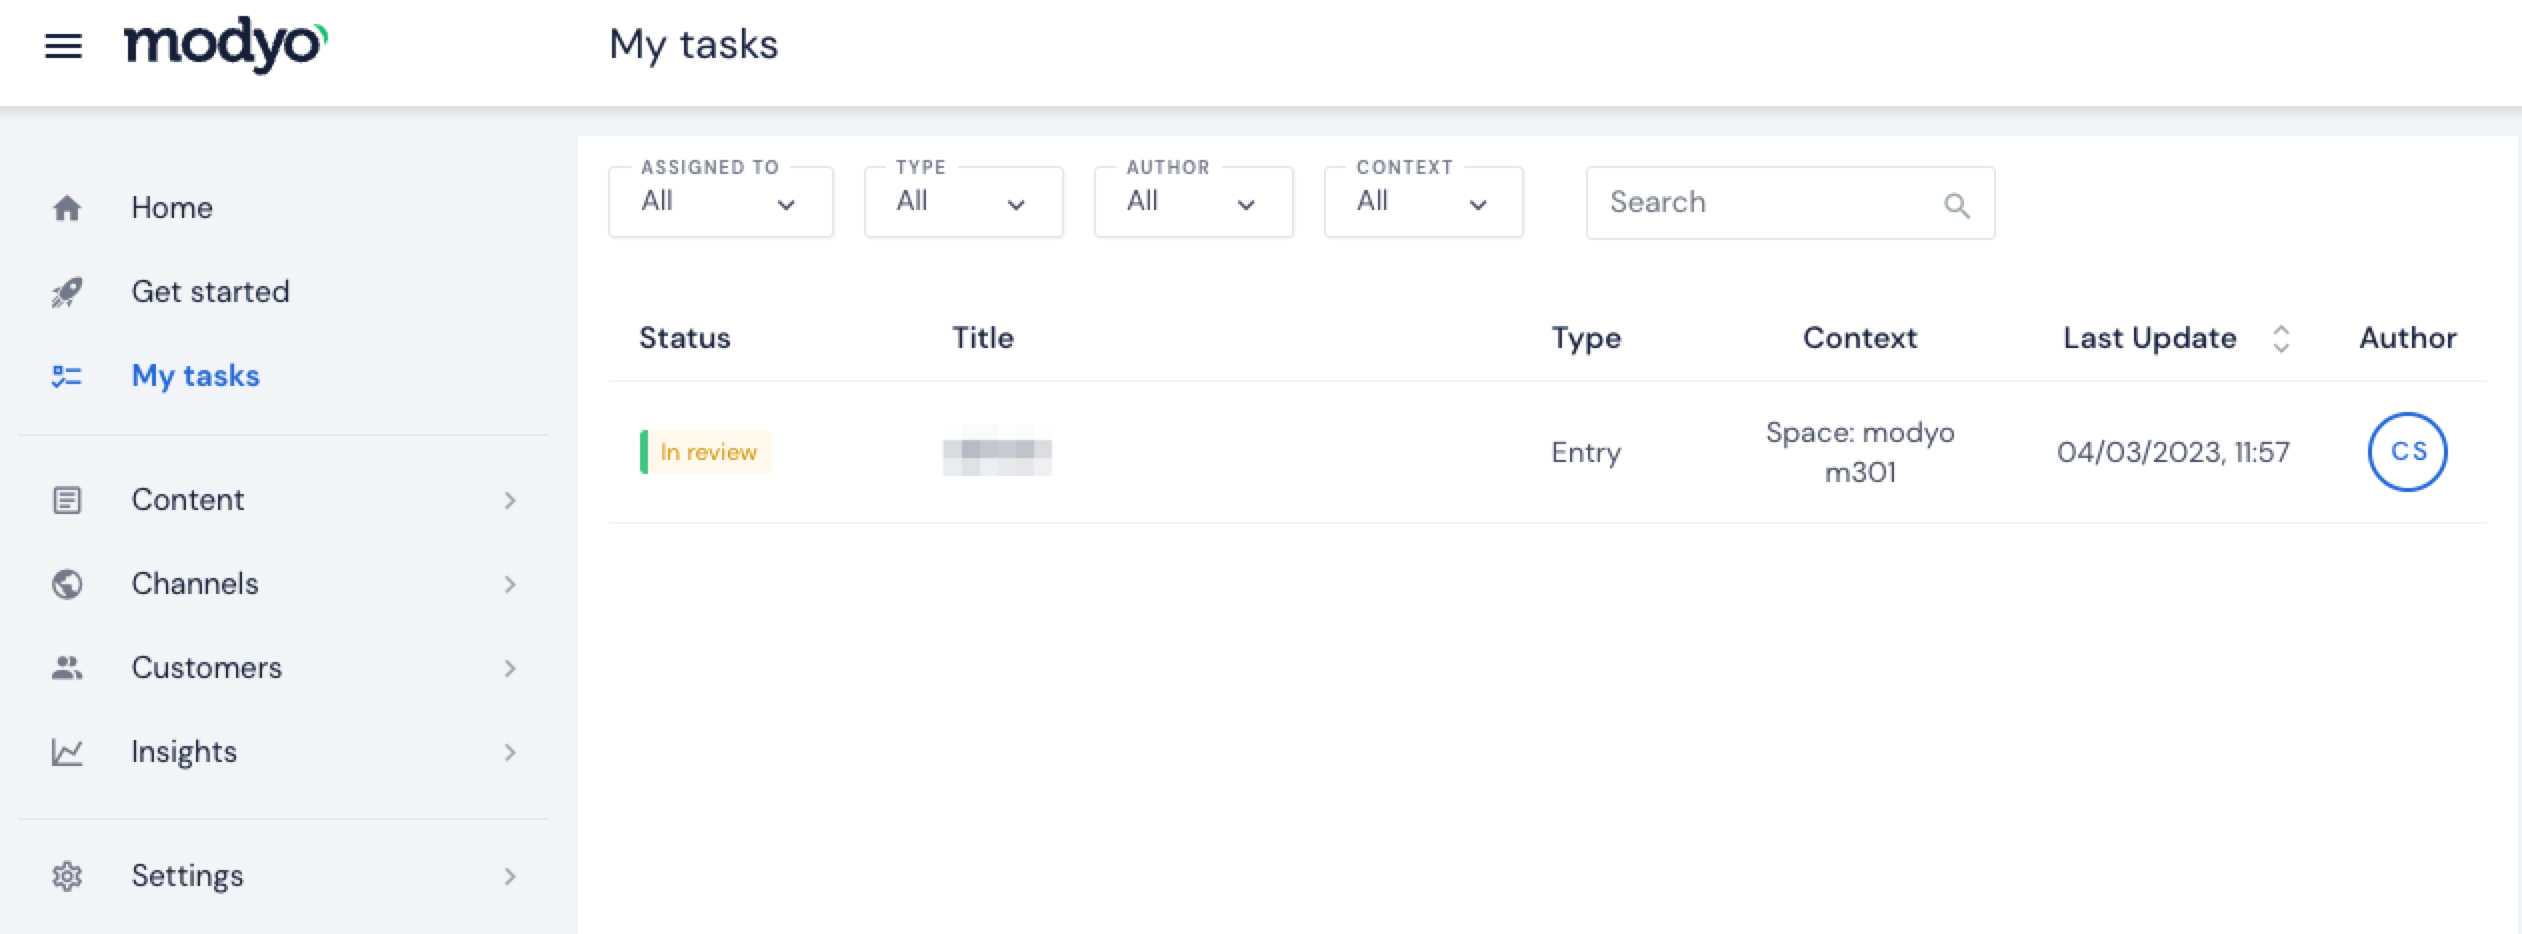 modyo
My tasks
Home
Get started
My tasks
Content
Channels
Customers
Insights
Settings
ASSIGNED TO
All
TYPE
All
AUTHOR
All
CONTEXT
All
Search
Status Title Type Context Last Update Author
In review Entry Space: modyo m301 04/03/2023, 11:57 CS